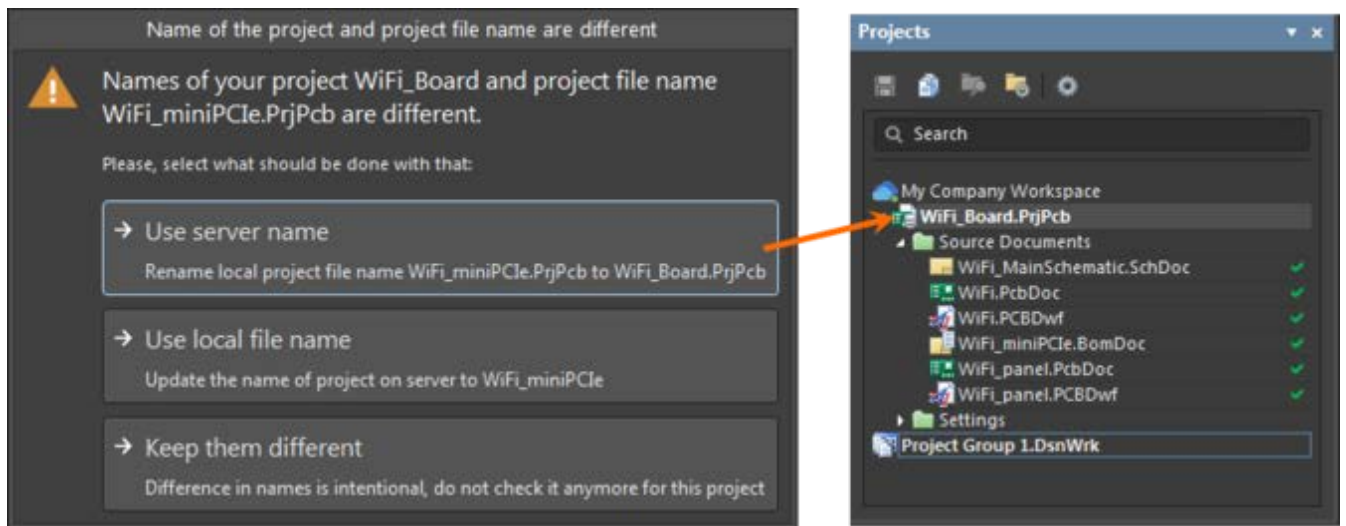 Name of the project and project file name are different
Names of your project WiFi_Board and project file name
WiFi_miniPCIe.PrjPcb are different.
Please, select what should be done with that:
→ Use server name
Rename local project file name WiFi_miniPCIe.PrjPcb to WiFi_Board.PrjPcb
→ Use local file name
Update the name of project on server to WiFi_miniPCIe
→ Keep them different
Difference in names is intentional, do not check it anymore for this project
Projects
Search
My Company Workspace
WiFi_Board.PrjPcb
Source Documents
WiFi_MainSchematic.SchDoc
WiFi.PcbDoc
WiFi.PCBDwf
WiFi_miniPCIe.BomDoc
WiFi_panel.PcbDoc
WiFi_panel.PCBDwf
Settings
Project Group 1.DsnWrk